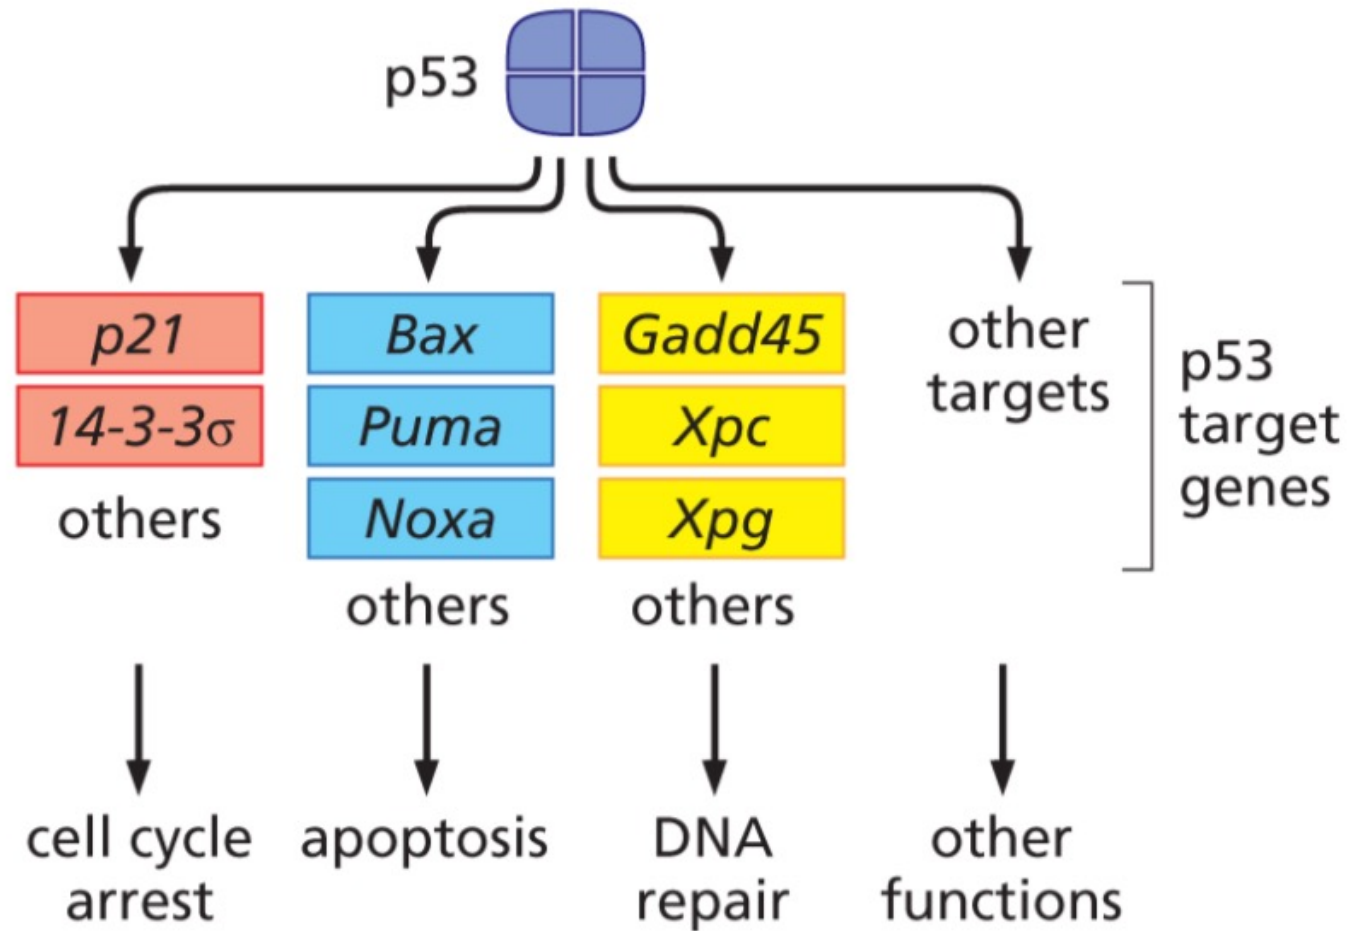 p53
p21
14-3-3σ
others
Bax
Puma
Noxa
others
Gadd45
Xpc
Xpg
others
other
targets
p53
target
genes
cell cycle
arrest
apoptosis
DNA
repair
other
functions